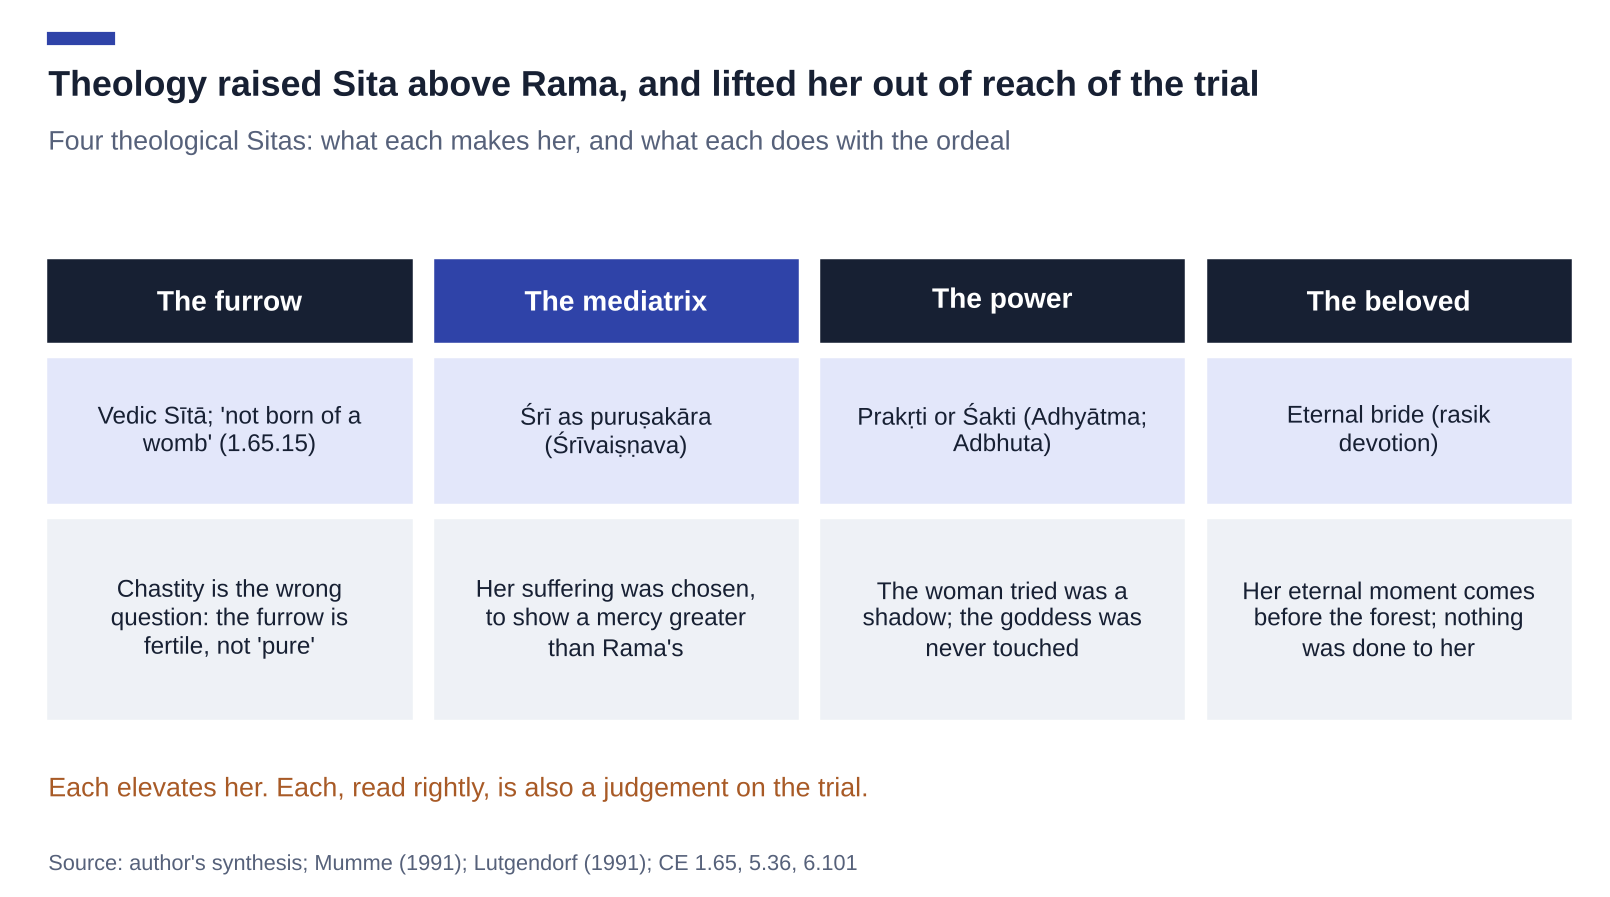 Theology raised Sita above Rama, and lifted her out of reach of the trial
Four theological Sitas: what each makes her, and what each does with the ordeal
The furrow
The mediatrix
The power
The beloved
Vedic Sītā; 'not born of a
womb' (1.65.15)
Śrī as puruṣakāra
(Śrīvaiṣṇava)
Prakṛti or Śakti (Adhyātma;
Adbhuta)
Eternal bride (rasik
devotion)
Chastity is the wrong
question: the furrow is
fertile, not 'pure'
Her suffering was chosen,
to show a mercy greater
than Rama's
The woman tried was a
shadow; the goddess was
never touched
Her eternal moment comes
before the forest; nothing
was done to her
Each elevates her. Each, read rightly, is also a judgement on the trial.
Source: author's synthesis; Mumme (1991); Lutgendorf (1991); CE 1.65, 5.36, 6.101